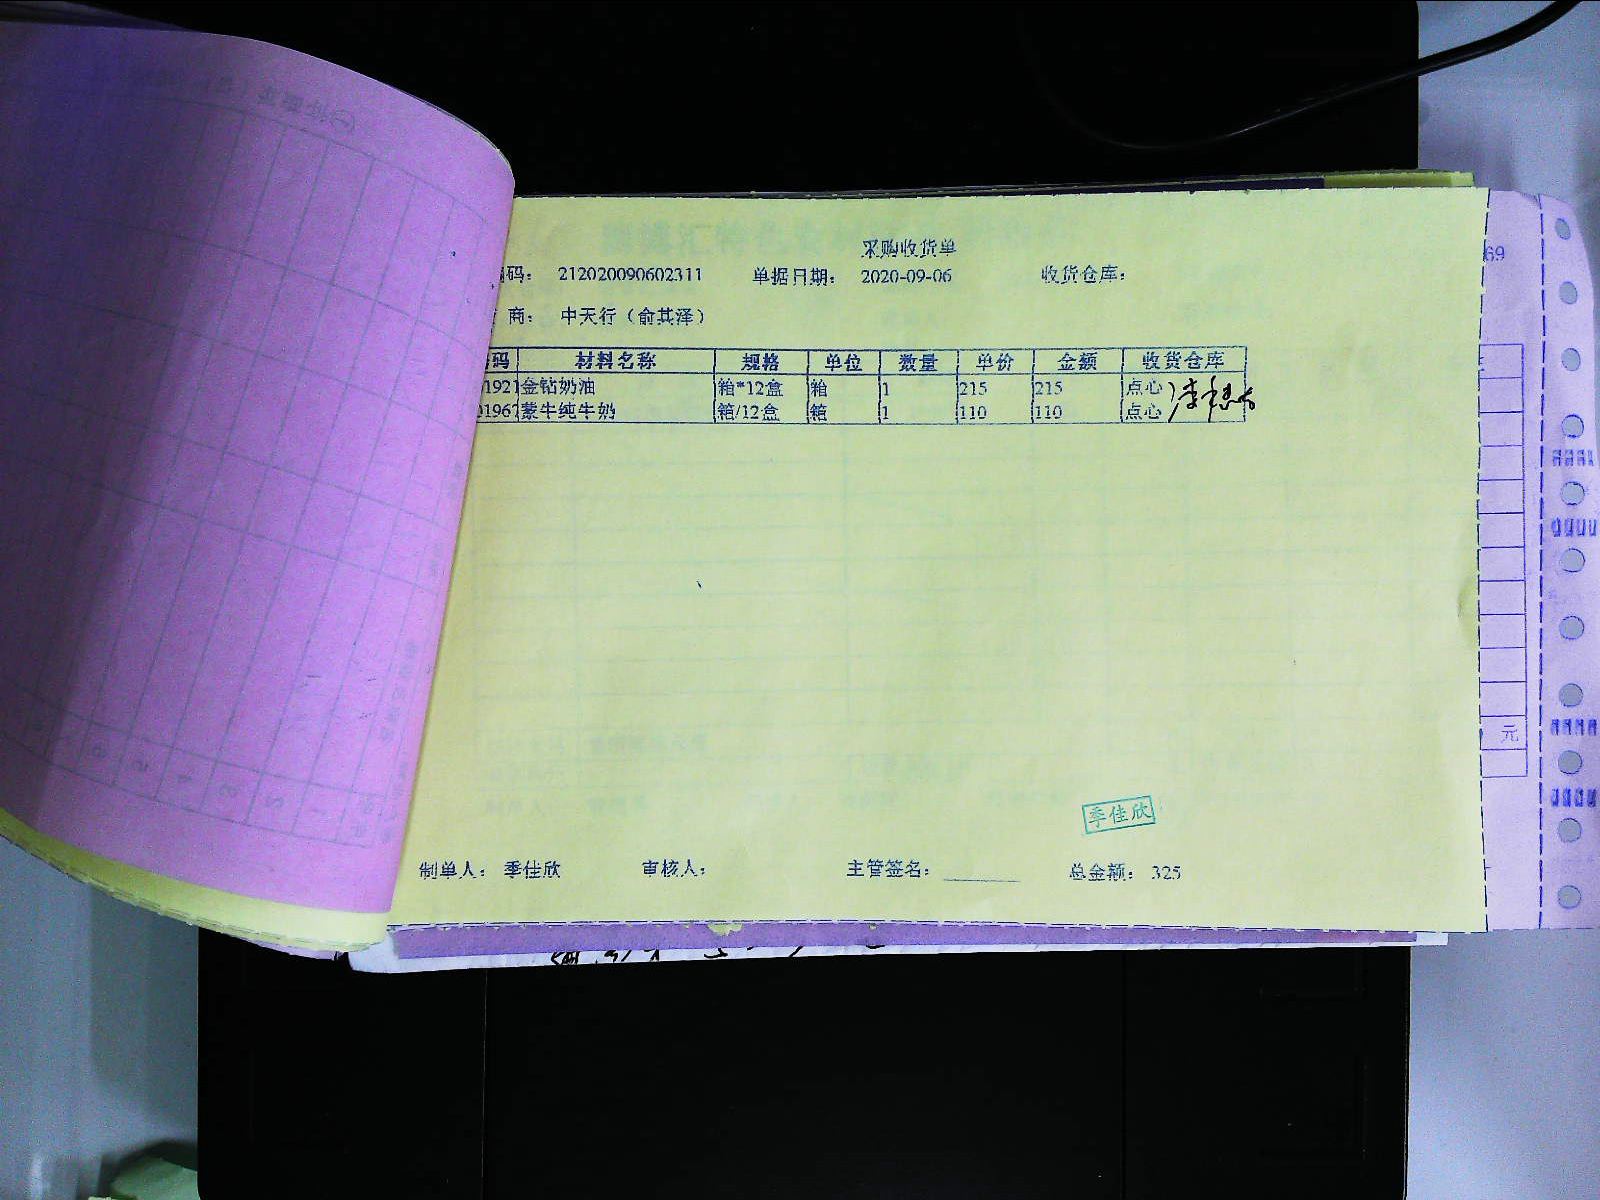 采购收货单
码: 212020090602311 单据日期: 2020-09-06 收货仓库:
商: 中天行(俞其泽)
码 材料名称 规格 单位 数量 单价 金额 收货仓库
1921 金钻奶油 箱*12盒 箱 1 215 215 点心
01967 蒙牛纯牛奶 箱/12盒 箱 1 110 110 点心
季佳欣
制单人: 季佳欣 审核人: 主管签名: ______ 总金额: 325
69
元